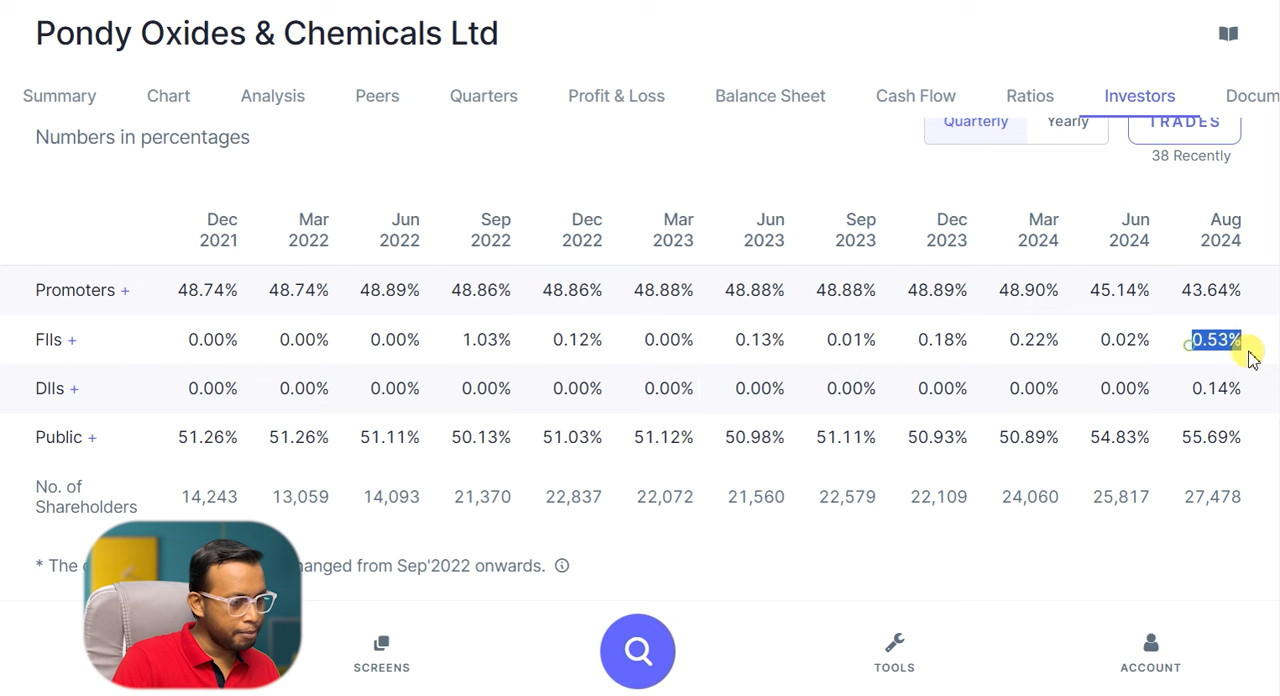 Pondy Oxides & Chemicals Ltd
Summary Chart Analysis Peers Quarters Profit & Loss Balance Sheet Cash Flow Ratios Investors Docum
Numbers in percentages Quarterly Yearly TRADES
38 Recently
Dec Mar Jun Sep Dec Mar Jun Sep Dec Mar Jun Aug
2021 2022 2022 2022 2022 2023 2023 2023 2023 2024 2024 2024
Promoters + 48.74% 48.74% 48.89% 48.86% 48.86% 48.88% 48.88% 48.88% 48.89% 48.90% 45.14% 43.64%
FIIs + 0.00% 0.00% 0.00% 1.03% 0.12% 0.00% 0.13% 0.01% 0.18% 0.22% 0.02% 0.53%
DIIs + 0.00% 0.00% 0.00% 0.00% 0.00% 0.00% 0.00% 0.00% 0.00% 0.00% 0.00% 0.14%
Public + 51.26% 51.26% 51.11% 50.13% 51.03% 51.12% 50.98% 51.11% 50.93% 50.89% 54.83% 55.69%
No. of
Shareholders 14,243 13,059 14,093 21,370 22,837 22,072 21,560 22,579 22,109 24,060 25,817 27,478
* The hanged from Sep'2022 onwards.
SCREENS TOOLS ACCOUNT